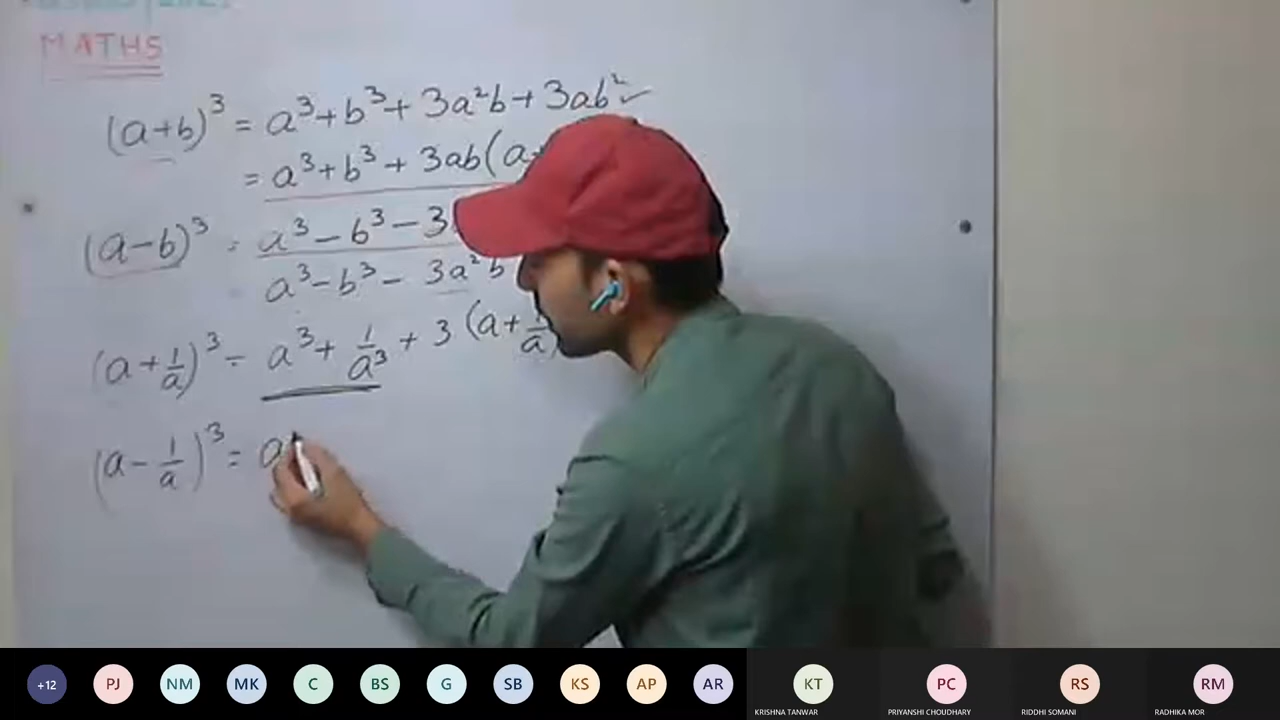 MATHS
(a+b)³ = a³+b³+3a²b+3ab²
= a³+b³+3ab(a
(a-b)³ = a³-b³-3
a³-b³-3a²b
(a+1/a)³ = a³+1/a³+3(a+1/a)
(a-1/a)³ = a
+12 PJ NM MK C BS G SB KS AP AR KT PC RS RM
KRISHNA TANWAR PRIYANSHI CHOUDHARY RIDDHI SOMANI RADHIKA MOR